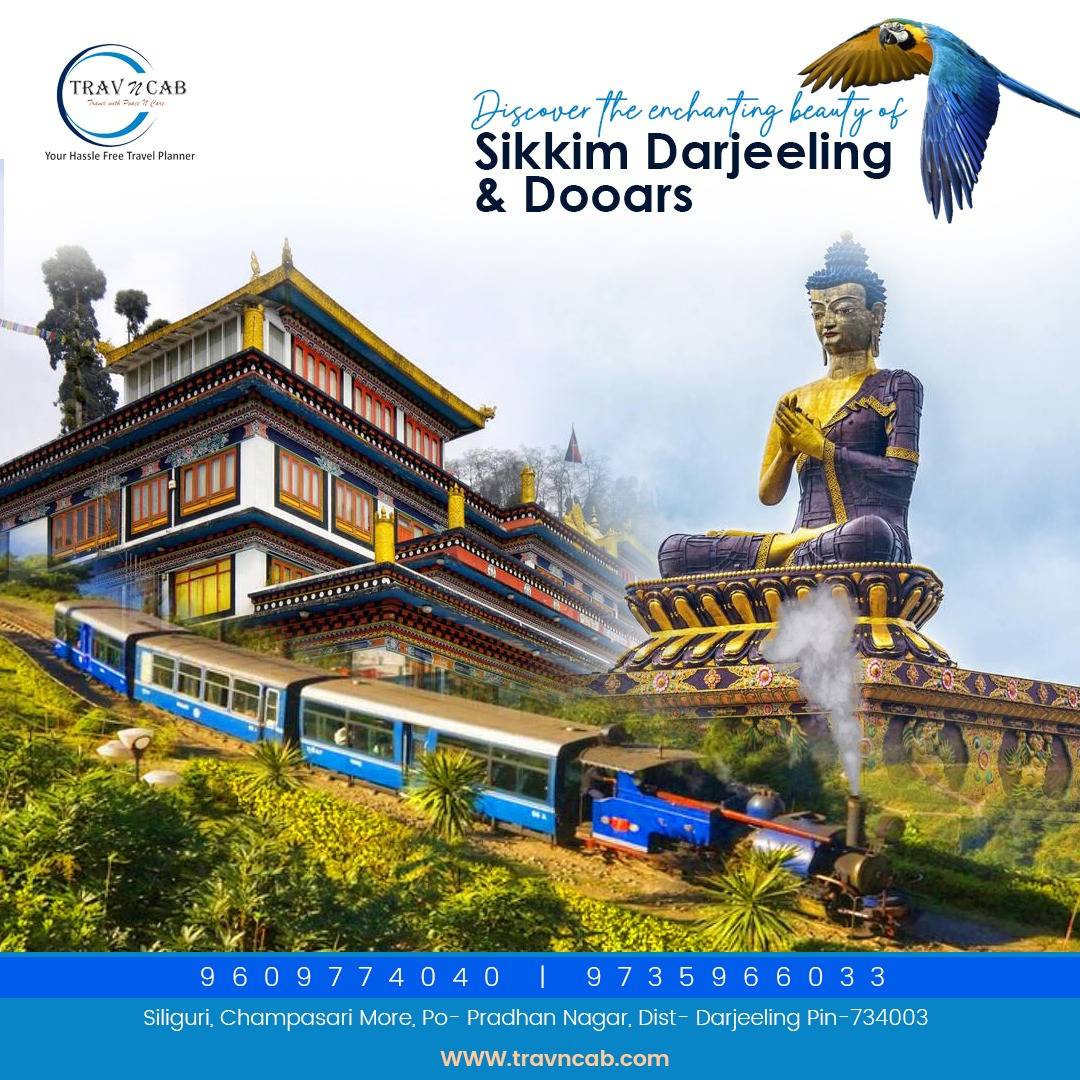 TRAV N CAB
Travel with Peace N Care
Your Hassle Free Travel Planner
Discover the enchanting beauty of
Sikkim Darjeeling
& Dooars
9609774040 | 9735966033
Siliguri, Champasari More, Po- Pradhan Nagar, Dist- Darjeeling Pin-734003
WWW.travncab.com